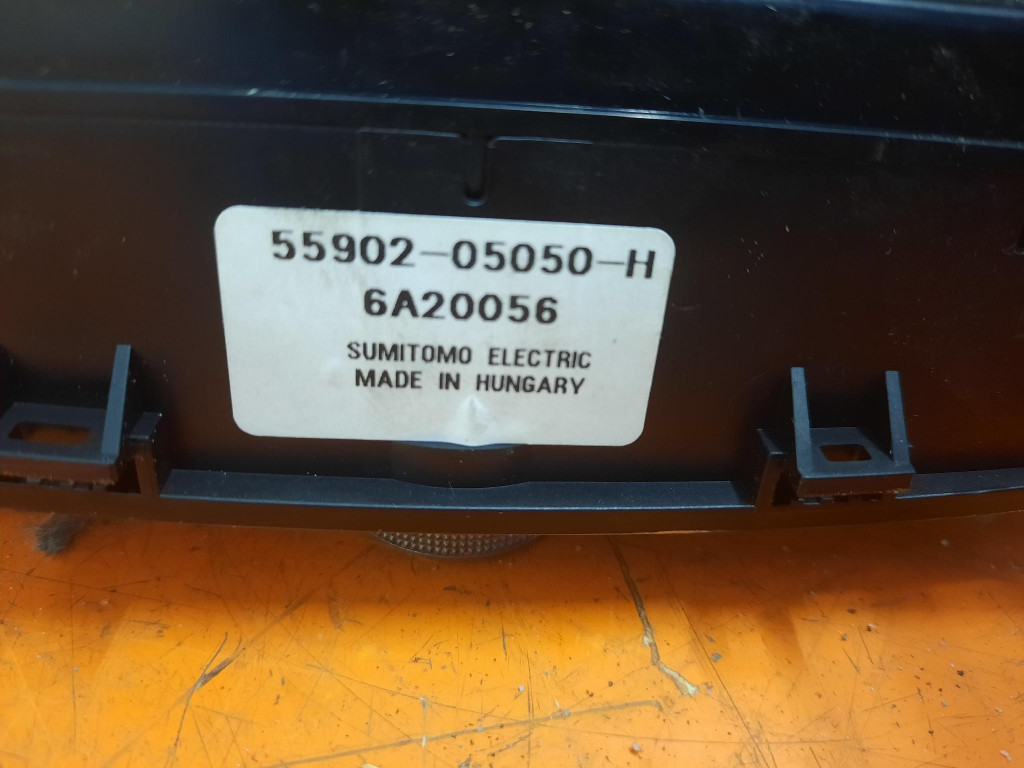 55902-05050-H
6A20056
SUMITOMO ELECTRIC
MADE IN HUNGARY